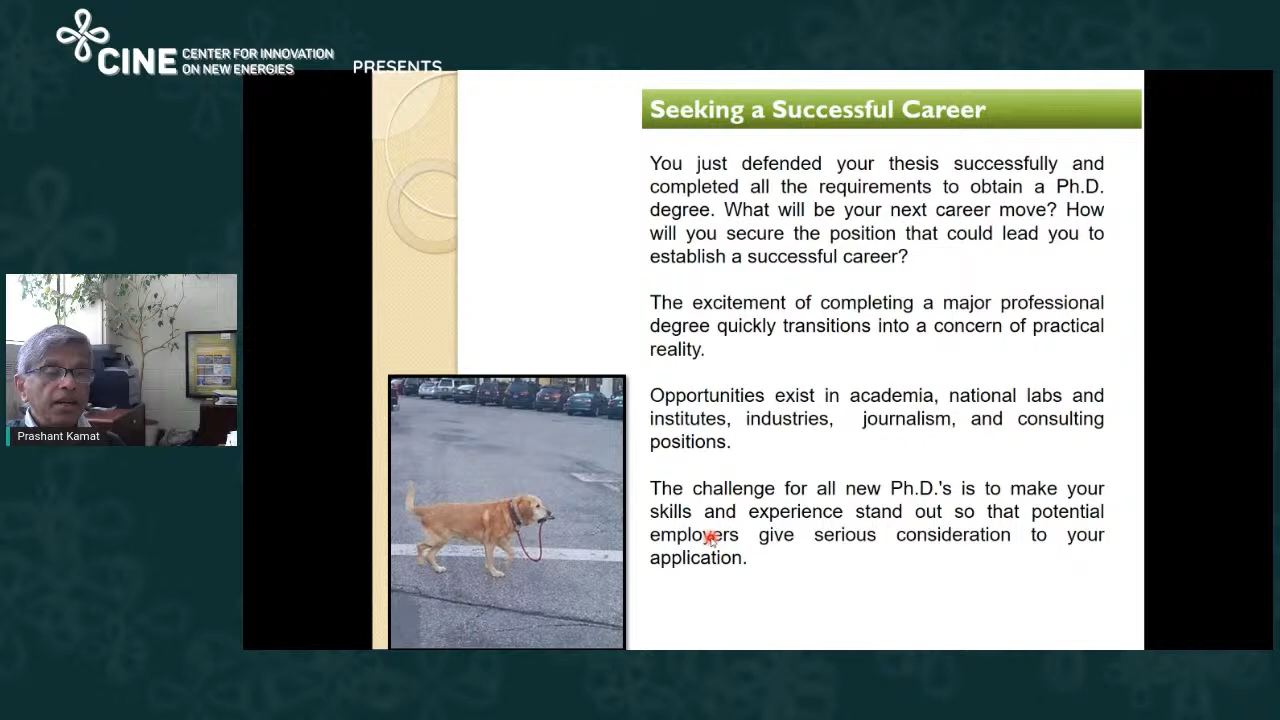 CINE
CENTER FOR INNOVATION
ON NEW ENERGIES
PRESENTS
Seeking a Successful Career
You just defended your thesis successfully and
completed all the requirements to obtain a Ph.D.
degree. What will be your next career move? How
will you secure the position that could lead you to
establish a successful career?
The excitement of completing a major professional
degree quickly transitions into a concern of practical
reality.
Opportunities exist in academia, national labs and
institutes, industries, journalism, and consulting
positions.
The challenge for all new Ph.D.'s is to make your
skills and experience stand out so that potential
employers give serious consideration to your
application.
Prashant Kamat